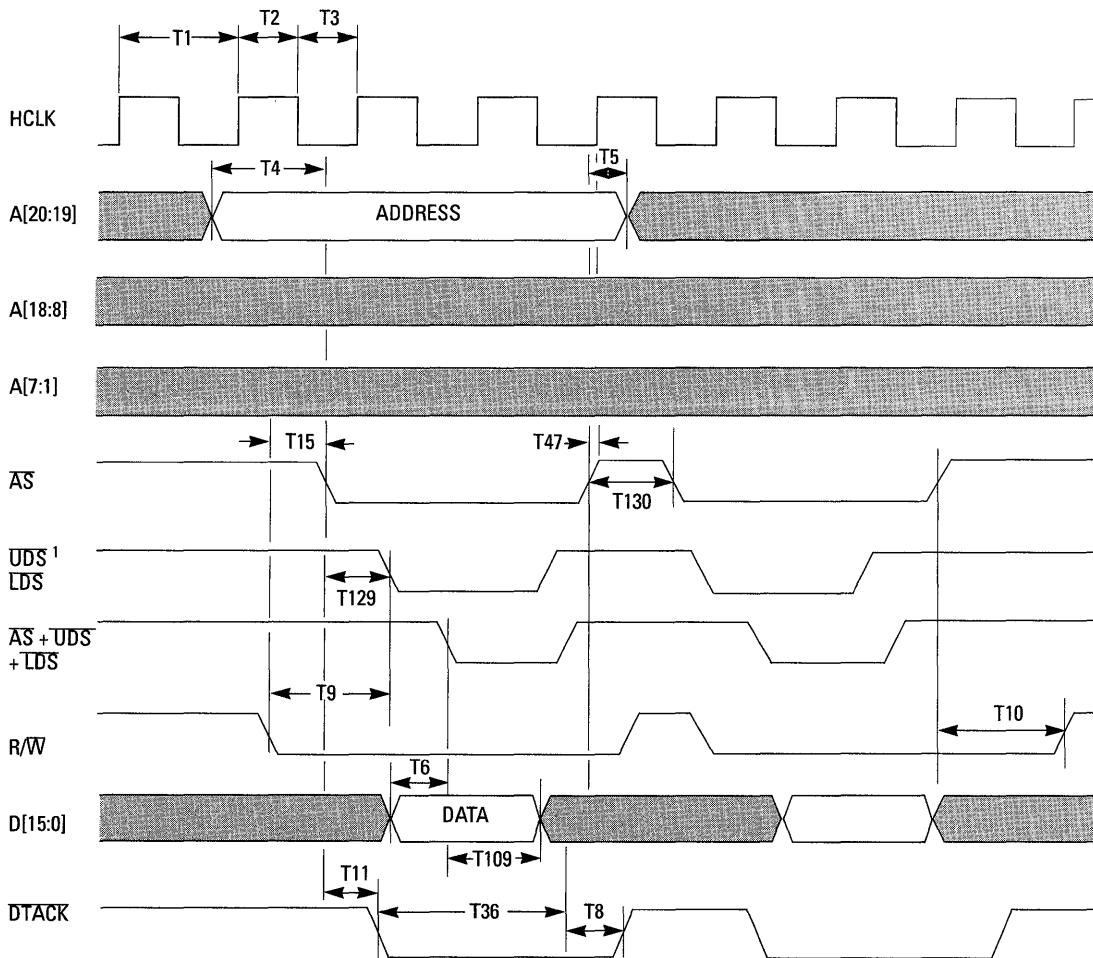 T1 T2 T3
HCLK
T4 T5
A[20:19] ADDRESS
A[18:8]
A[7:1]
T15 T47
AS
T130
UDS 1
LDS
T129
AS + UDS
+ LDS
T9
T10
R/W
T6
D[15:0] DATA
T109
T11
DTACK T36 T8